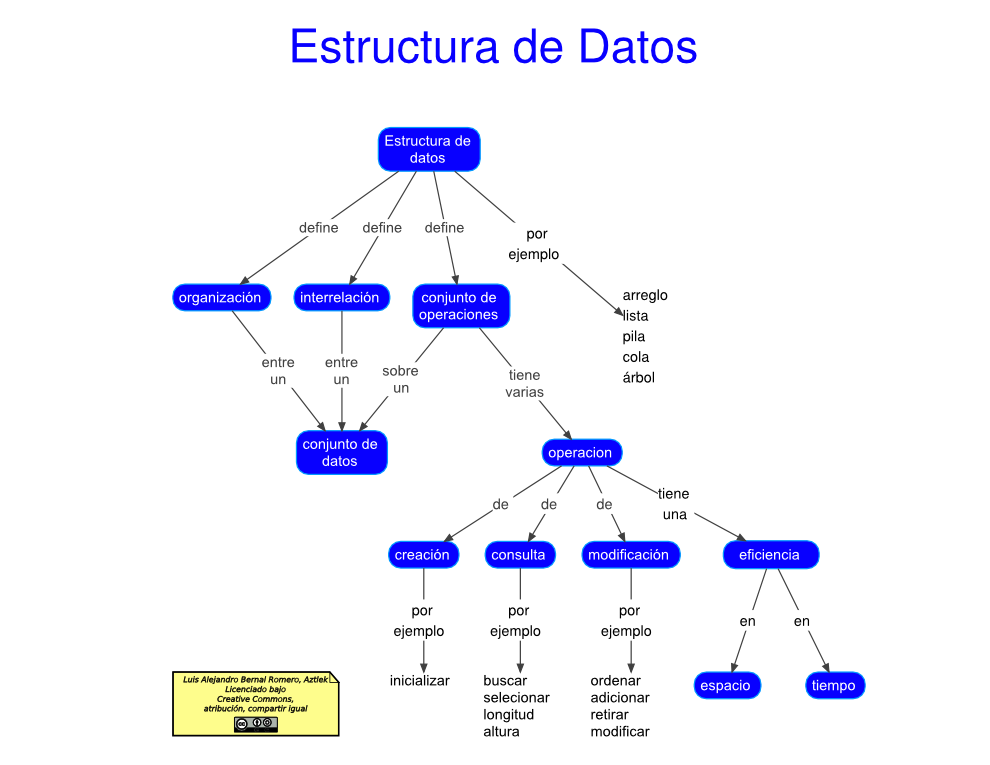 Estructura de Datos
Estructura de
datos
define
define
define
por
ejemplo
organización
interrelación
conjunto de
operaciones
arreglo
lista
pila
cola
árbol
entre
un
entre
un
sobre
un
tiene
varias
conjunto de
datos
operacion
de
de
de
tiene
una
creación
consulta
modificación
eficiencia
por
ejemplo
por
ejemplo
por
ejemplo
en
en
inicializar
buscar
selecionar
longitud
altura
ordenar
adicionar
retirar
modificar
espacio
tiempo
Luis Alejandro Bernal Romero, Aztlek
Licenciado bajo
Creative Commons,
atribución, compartir igual
cc